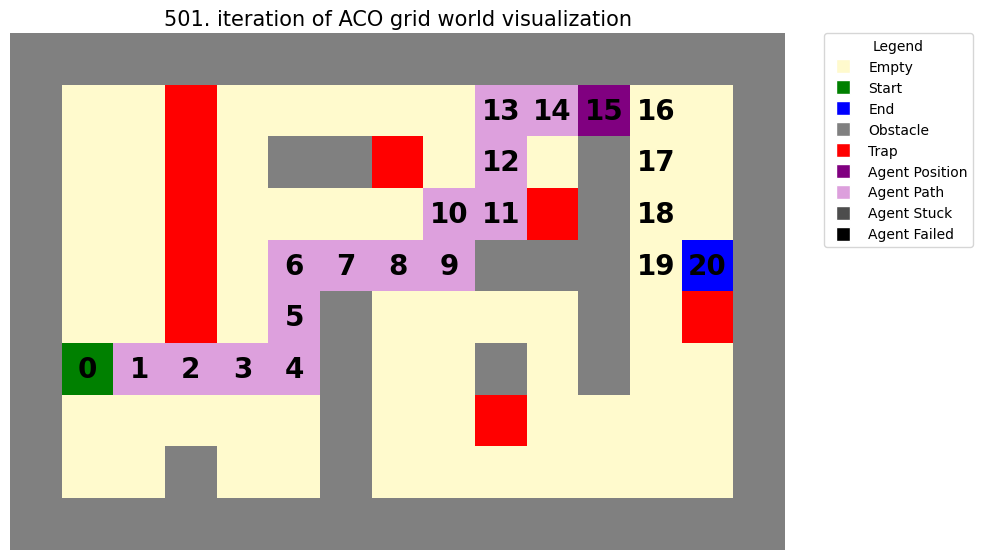 501. iteration of ACO grid world visualization
13 14 15 16
12 17
10 11 18
6 7 8 9 19 20
5
0 1 2 3 4
Legend
Empty
Start
End
Obstacle
Trap
Agent Position
Agent Path
Agent Stuck
Agent Failed